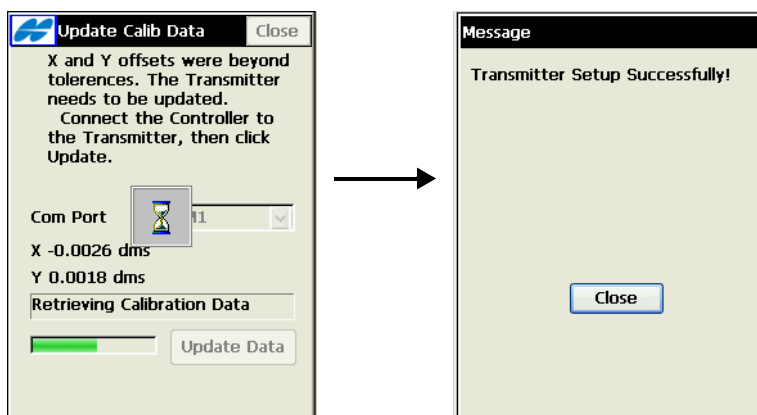 Update Calib Data
Close
X and Y offsets were beyond
tolerences. The Transmitter
needs to be updated.
Connect the Controller to
the Transmitter, then click
Update.
Com Port
X -0.0026 dms
Y 0.0018 dms
Retrieving Calibration Data
Update Data
Message
Transmitter Setup Successfully!
Close